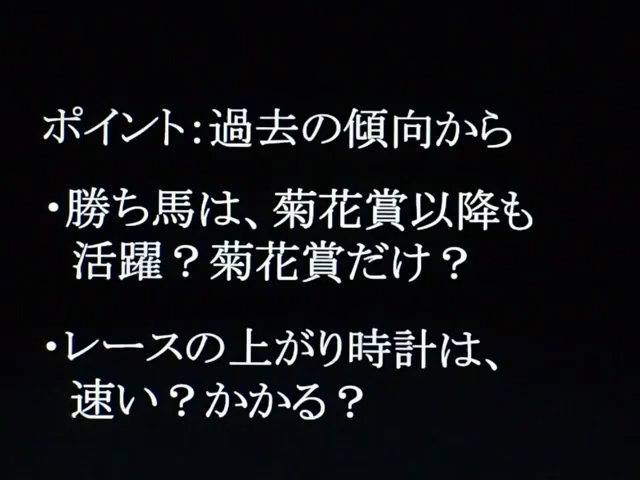 ポイント：過去の傾向から
・勝ち馬は、菊花賞以降も
活躍？菊花賞だけ？
・レースの上がり時計は、
速い？かかる？